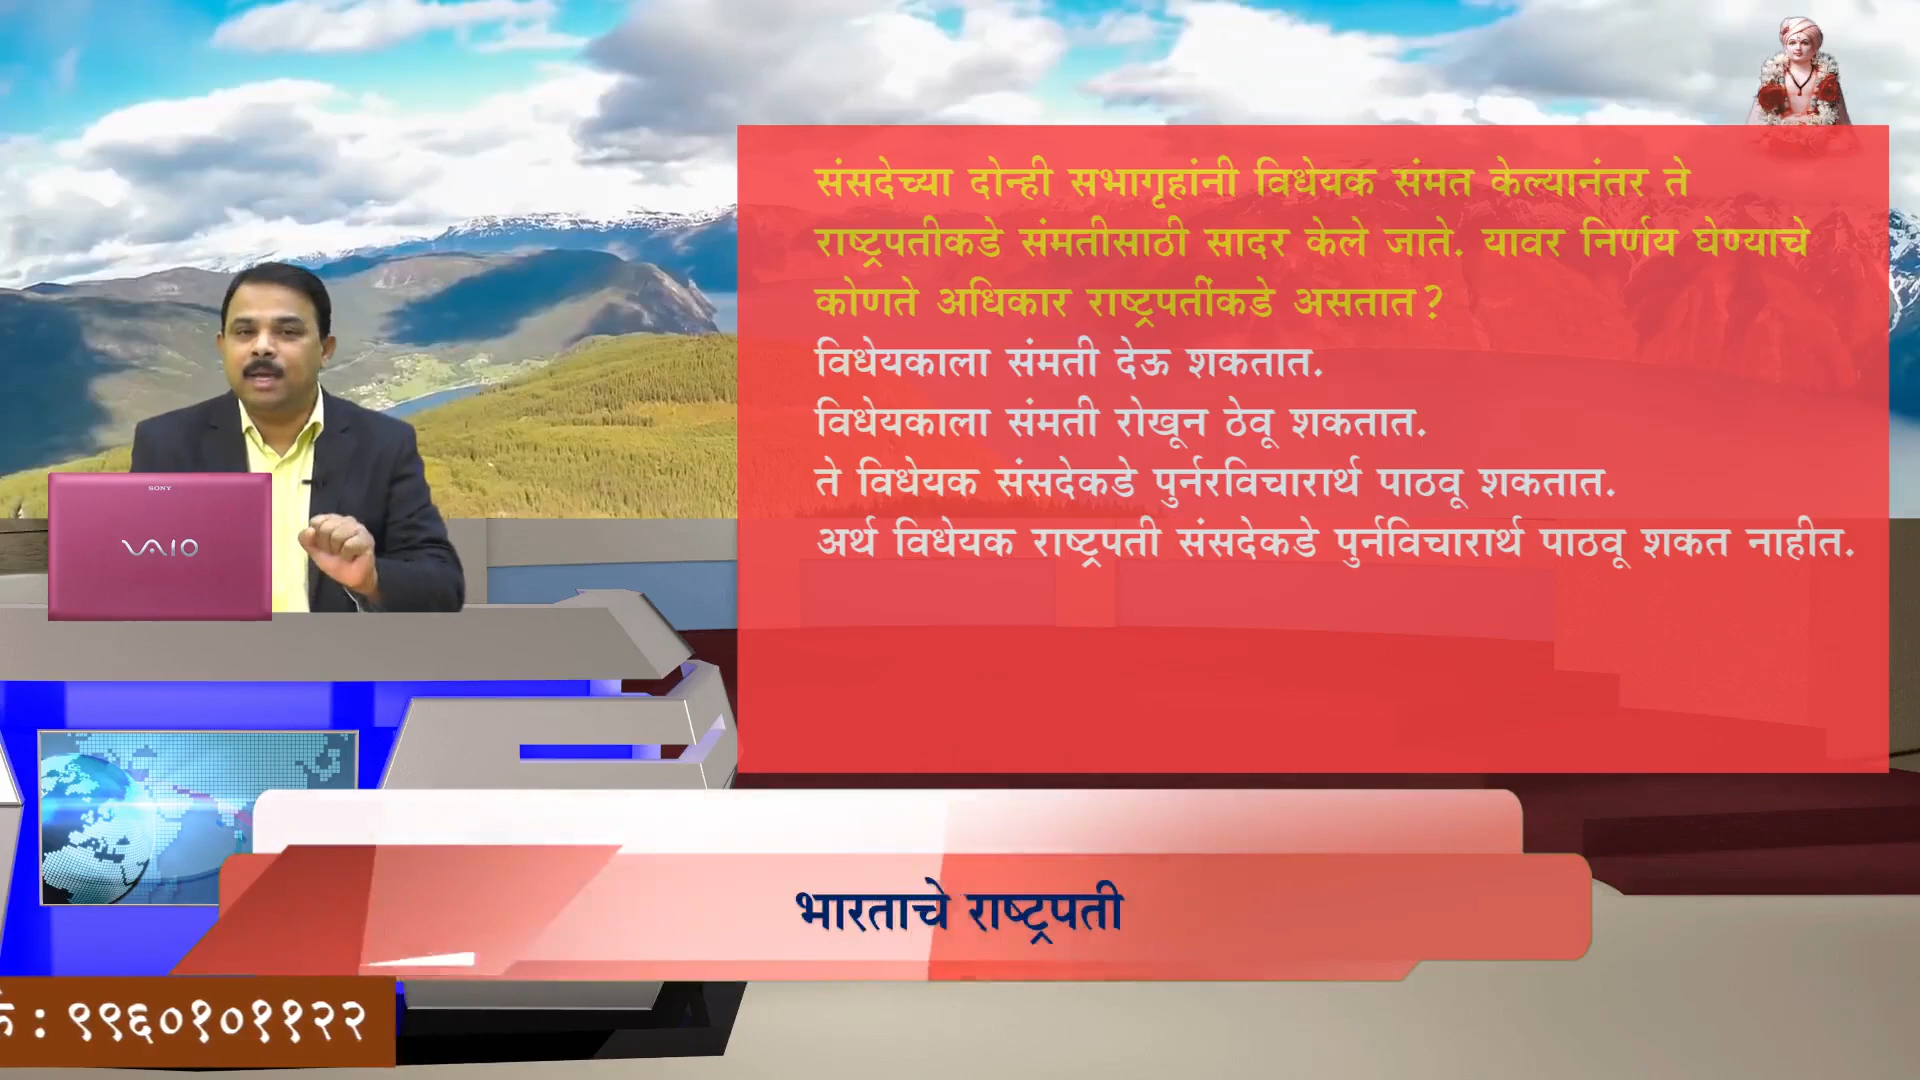 संसदेच्या दोन्ही सभागृहांनी विधेयक संमत केल्यानंतर ते
राष्ट्रपतीकडे संमतीसाठी सादर केले जाते. यावर निर्णय घेण्याचे
कोणते अधिकार राष्ट्रपतींकडे असतात?
विधेयकाला संमती देऊ शकतात.
विधेयकाला संमती रोखून ठेवू शकतात.
ते विधेयक संसदेकडे पुर्नरविचारार्थ पाठवू शकतात.
अर्थ विधेयक राष्ट्रपती संसदेकडे पुर्नविचारार्थ पाठवू शकत नाहीत.
SONY
VAIO
भारताचे राष्ट्रपती
: ९९६०१०११२२